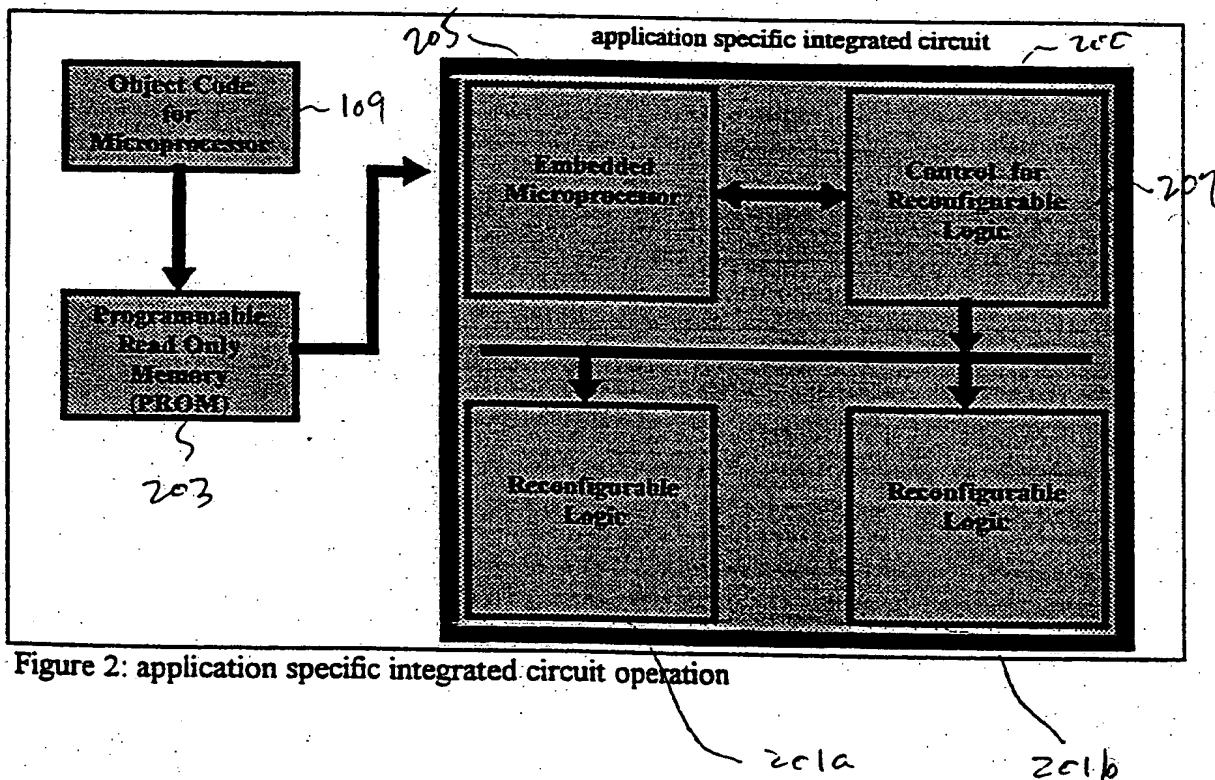 205
application specific integrated circuit
200
Object Code
for
Microprocessor
109
Embedded
Microprocessor
Control for
Reconfigurable
Logic
207
Programmable
Read Only
Memory
(PROM)
203
Reconfigurable
Logic
Reconfigurable
Logic
Figure 2: application specific integrated circuit operation
201a
201b